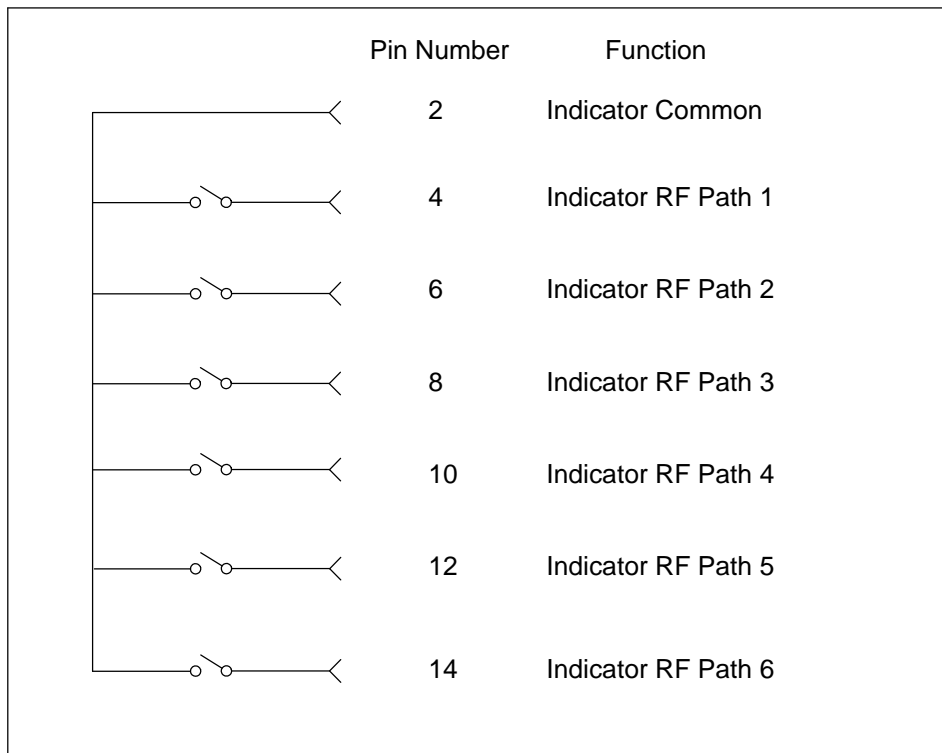 Pin Number Function
2 Indicator Common
4 Indicator RF Path 1
6 Indicator RF Path 2
8 Indicator RF Path 3
10 Indicator RF Path 4
12 Indicator RF Path 5
14 Indicator RF Path 6